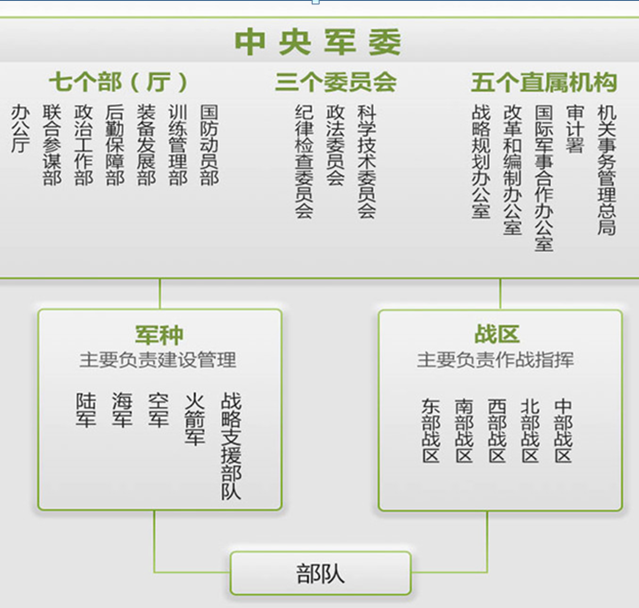 中央军委
七个部（厅）
办公厅
联合参谋部
政治工作部
后勤保障部
装备发展部
训练管理部
国防动员部
三个委员会
纪律检查委员会
政法委员会
科学技术委员会
五个直属机构
战略规划办公室
改革和编制办公室
国际军事合作办公室
审计署
机关事务管理总局
军种
主要负责建设管理
陆军
海军
空军
火箭军
战略支援部队
战区
主要负责作战指挥
东部战区
南部战区
西部战区
北部战区
中部战区
部队